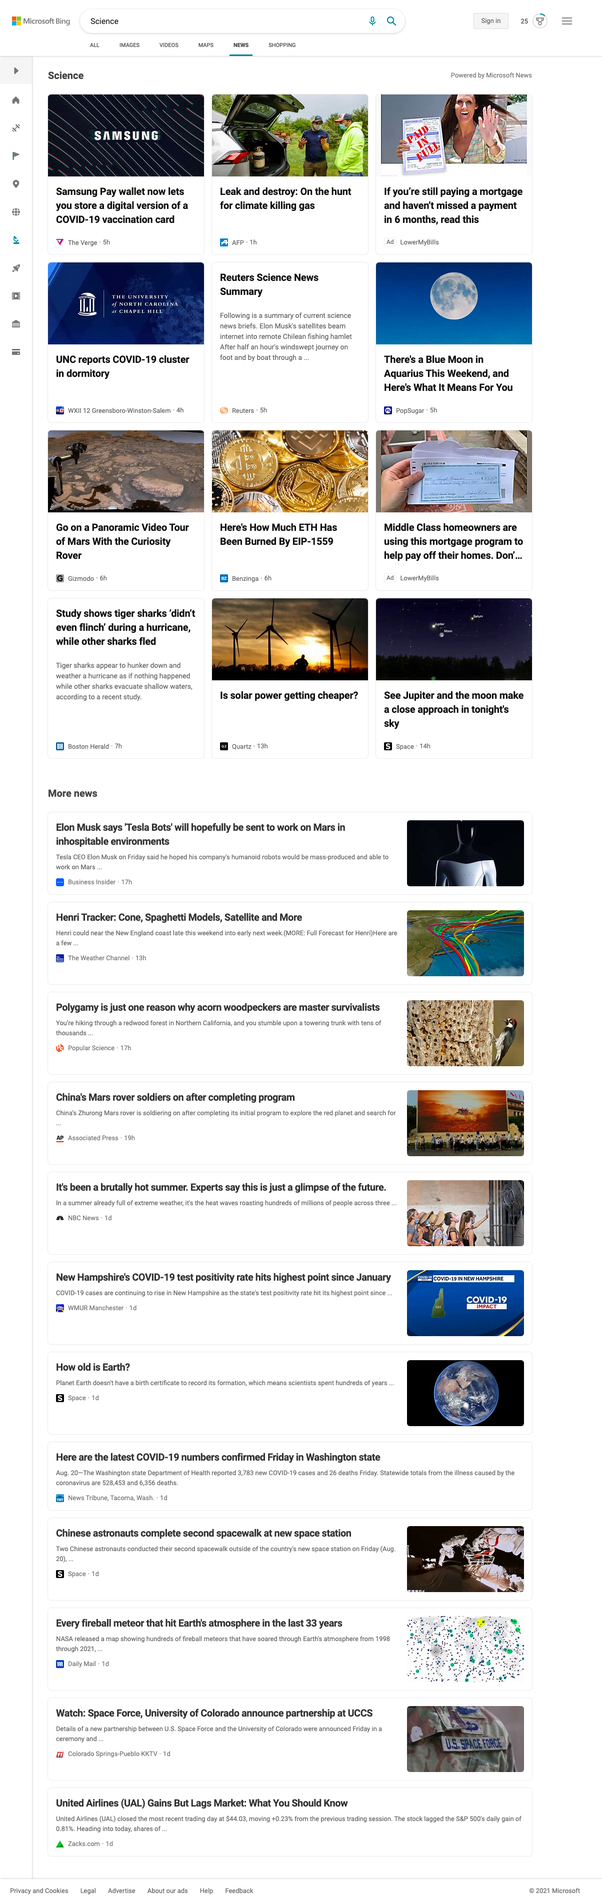 Microsoft Bing
Science
Sign in
25
ALL IMAGES VIDEOS MAPS NEWS SHOPPING
Science
Powered by Microsoft News
SAMSUNG
Samsung Pay wallet now lets
you store a digital version of a
COVID-19 vaccination card
The Verge · 5h
Leak and destroy: On the hunt
for climate killing gas
AFP · 1h
PAID
IN
FULL
If you're still paying a mortgage
and haven't missed a payment
in 6 months, read this
Ad LowerMyBills
THE UNIVERSITY
of NORTH CAROLINA
at CHAPEL HILL
UNC reports COVID-19 cluster
in dormitory
WXII 12 Greensboro-Winston-Salem · 4h
Reuters Science News
Summary
Following is a summary of current science
news briefs. Elon Musk's satellites beam
internet into remote Chilean fishing hamlet
After half an hour's windswept journey on
foot and by boat through a ...
Reuters · 5h
There's a Blue Moon in
Aquarius This Weekend, and
Here's What It Means For You
PopSugar · 5h
Go on a Panoramic Video Tour
of Mars With the Curiosity
Rover
Gizmodo · 6h
Here's How Much ETH Has
Been Burned By EIP-1559
Benzinga · 6h
Middle Class homeowners are
using this mortgage program to
help pay off their homes. Don'...
Ad LowerMyBills
Study shows tiger sharks 'didn't
even flinch' during a hurricane,
while other sharks fled
Tiger sharks appear to hunker down and
weather a hurricane as if nothing happened
while other sharks evacuate shallow waters,
according to a recent study.
Boston Herald · 7h
Is solar power getting cheaper?
Quartz · 13h
Jupiter
Saturn
Moon
See Jupiter and the moon make
a close approach in tonight's
sky
Space · 14h
More news
Elon Musk says 'Tesla Bots' will hopefully be sent to work on Mars in
inhospitable environments
Tesla CEO Elon Musk on Friday said he hoped his company's humanoid robots would be mass-produced and able to
work on Mars ...
Business Insider · 17h
Henri Tracker: Cone, Spaghetti Models, Satellite and More
Henri could near the New England coast late this weekend into early next week.(MORE: Full Forecast for Henri)Here are
a few ...
The Weather Channel · 13h
Polygamy is just one reason why acorn woodpeckers are master survivalists
You're hiking through a redwood forest in Northern California, and you stumble upon a towering trunk with tens of
thousands ...
Popular Science · 17h
China's Mars rover soldiers on after completing program
China's Zhurong Mars rover is soldiering on after completing its initial program to explore the red planet and search for
...
AP Associated Press · 19h
It's been a brutally hot summer. Experts say this is just a glimpse of the future.
In a summer already full of extreme weather, it's the heat waves roasting hundreds of millions of people across three ...
NBC News · 1d
New Hampshire's COVID-19 test positivity rate hits highest point since January
COVID-19 cases are continuing to rise in New Hampshire as the state's test positivity rate hit its highest point since ...
WMUR Manchester · 1d
COVID-19 IN NEW HAMPSHIRE
COVID-19
IMPACT
How old is Earth?
Planet Earth doesn't have a birth certificate to record its formation, which means scientists spent hundreds of years ...
Space · 1d
Here are the latest COVID-19 numbers confirmed Friday in Washington state
Aug. 20—The Washington state Department of Health reported 3,783 new COVID-19 cases and 26 deaths Friday. Statewide totals from the illness caused by the
coronavirus are 528,453 and 6,356 deaths.
News Tribune, Tacoma, Wash. · 1d
Chinese astronauts complete second spacewalk at new space station
Two Chinese astronauts conducted their second spacewalk outside of the country's new space station on Friday (Aug.
20), ...
Space · 1d
Every fireball meteor that hit Earth's atmosphere in the last 33 years
NASA released a map showing hundreds of fireball meteors that have soared through Earth's atmosphere from 1998
through 2021, ...
Daily Mail · 1d
Watch: Space Force, University of Colorado announce partnership at UCCS
Details of a new partnership between U.S. Space Force and the University of Colorado were announced Friday in a
ceremony and ...
Colorado Springs-Pueblo KKTV · 1d
U.S. SPACE FORCE
United Airlines (UAL) Gains But Lags Market: What You Should Know
United Airlines (UAL) closed the most recent trading day at $44.03, moving +0.23% from the previous trading session. The stock lagged the S&P 500's daily gain of
0.81%. Heading into today, shares of ...
Zacks.com · 1d
Privacy and Cookies Legal Advertise About our ads Help Feedback
© 2021 Microsoft